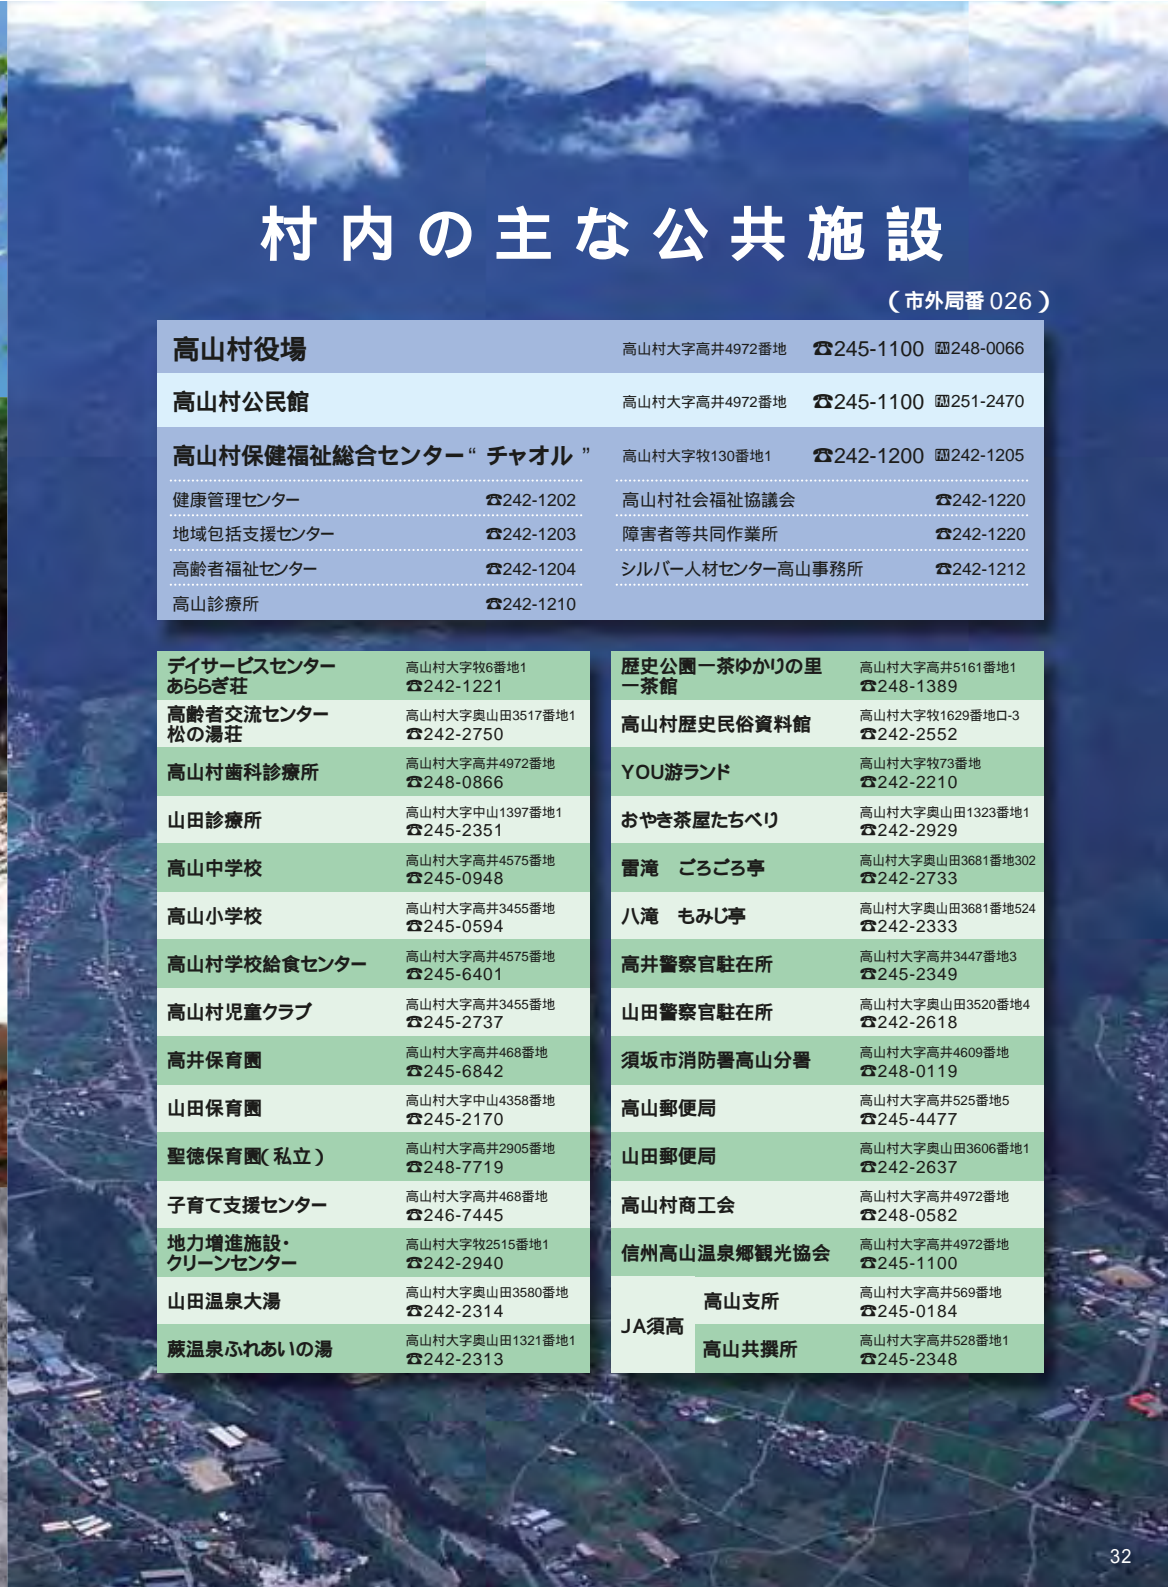 村内の主な公共施設
(市外局番026)
高山村役場 高山村大字高井4972番地 ☎245-1100 FAX248-0066
高山村公民館 高山村大字高井4972番地 ☎245-1100 FAX251-2470
高山村保健福祉総合センター“チャオル” 高山村大字牧130番地1 ☎242-1200 FAX242-1205
健康管理センター ☎242-1202 高山村社会福祉協議会 ☎242-1220
地域包括支援センター ☎242-1203 障害者等共同作業所 ☎242-1220
高齢者福祉センター ☎242-1204 シルバー人材センター高山事務所 ☎242-1212
高山診療所 ☎242-1210
デイサービスセンター
あららぎ荘
高山村大字牧6番地1
☎242-1221
高齢者交流センター
松の湯荘
高山村大字奥山田3517番地1
☎242-2750
高山村歯科診療所
高山村大字高井4972番地
☎248-0866
山田診療所
高山村大字中山1397番地1
☎245-2351
高山中学校
高山村大字高井4575番地
☎245-0948
高山小学校
高山村大字高井3455番地
☎245-0594
高山村学校給食センター
高山村大字高井4575番地
☎245-6401
高山村児童クラブ
高山村大字高井3455番地
☎245-2737
高井保育園
高山村大字高井468番地
☎245-6842
山田保育園
高山村大字中山4358番地
☎245-2170
聖徳保育園(私立)
高山村大字高井2905番地
☎248-7719
子育て支援センター
高山村大字高井468番地
☎246-7445
地力増進施設・
クリーンセンター
高山村大字牧2515番地1
☎242-2940
山田温泉大湯
高山村大字奥山田3580番地
☎242-2314
蕨温泉ふれあいの湯
高山村大字奥山田1321番地1
☎242-2313
歴史公園一茶ゆかりの里
一茶館
高山村大字高井5161番地1
☎248-1389
高山村歴史民俗資料館
高山村大字牧1629番地ロ-3
☎242-2552
YOU游ランド
高山村大字牧73番地
☎242-2210
おやき茶屋たちべり
高山村大字奥山田1323番地1
☎242-2929
雷滝 ごろごろ亭
高山村大字奥山田3681番地302
☎242-2733
八滝 もみじ亭
高山村大字奥山田3681番地524
☎242-2333
高井警察官駐在所
高山村大字高井3447番地3
☎245-2349
山田警察官駐在所
高山村大字奥山田3520番地4
☎242-2618
須坂市消防署高山分署
高山村大字高井4609番地
☎248-0119
高山郵便局
高山村大字高井525番地5
☎245-4477
山田郵便局
高山村大字奥山田3606番地1
☎242-2637
高山村商工会
高山村大字高井4972番地
☎248-0582
信州高山温泉郷観光協会
高山村大字高井4972番地
☎245-1100
JA須高
高山支所
高山村大字高井569番地
☎245-0184
高山共撰所
高山村大字高井528番地1
☎245-2348
32